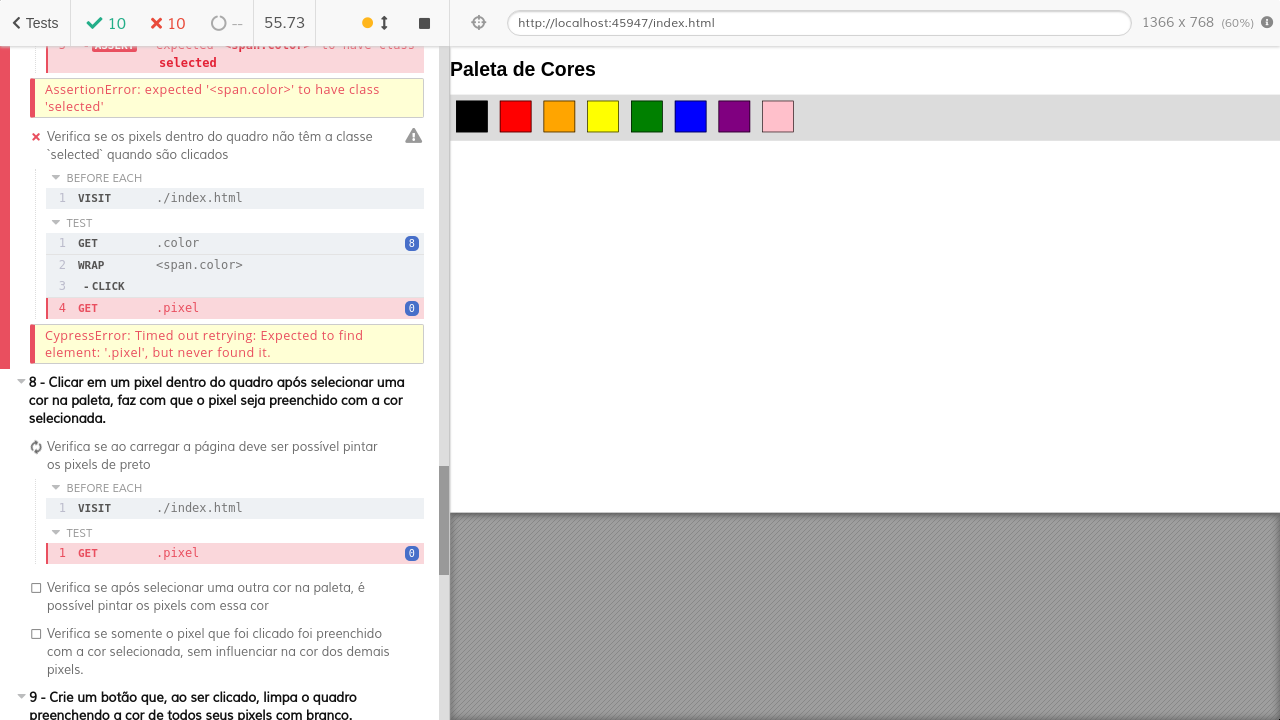 Tests 10 10 -- 55.73 http://localhost:45947/index.html 1366 x 768 (60%)
3 - ASSERT expected <span.color> to have class
selected
AssertionError: expected '<span.color>' to have class
'selected'
Verifica se os pixels dentro do quadro não têm a classe
`selected` quando são clicados
BEFORE EACH
1 VISIT ./index.html
TEST
1 GET .color 8
2 WRAP <span.color>
3 - CLICK
4 GET .pixel 0
CypressError: Timed out retrying: Expected to find
element: '.pixel', but never found it.
8 - Clicar em um pixel dentro do quadro após selecionar uma
cor na paleta, faz com que o pixel seja preenchido com a cor
selecionada.
Verifica se ao carregar a página deve ser possível pintar
os pixels de preto
BEFORE EACH
1 VISIT ./index.html
TEST
1 GET .pixel 0
Verifica se após selecionar uma outra cor na paleta, é
possível pintar os pixels com essa cor
Verifica se somente o pixel que foi clicado foi preenchido
com a cor selecionada, sem influenciar na cor dos demais
pixels.
9 - Crie um botão que, ao ser clicado, limpa o quadro
preenchendo a cor de todos seus pixels com branco.
Paleta de Cores